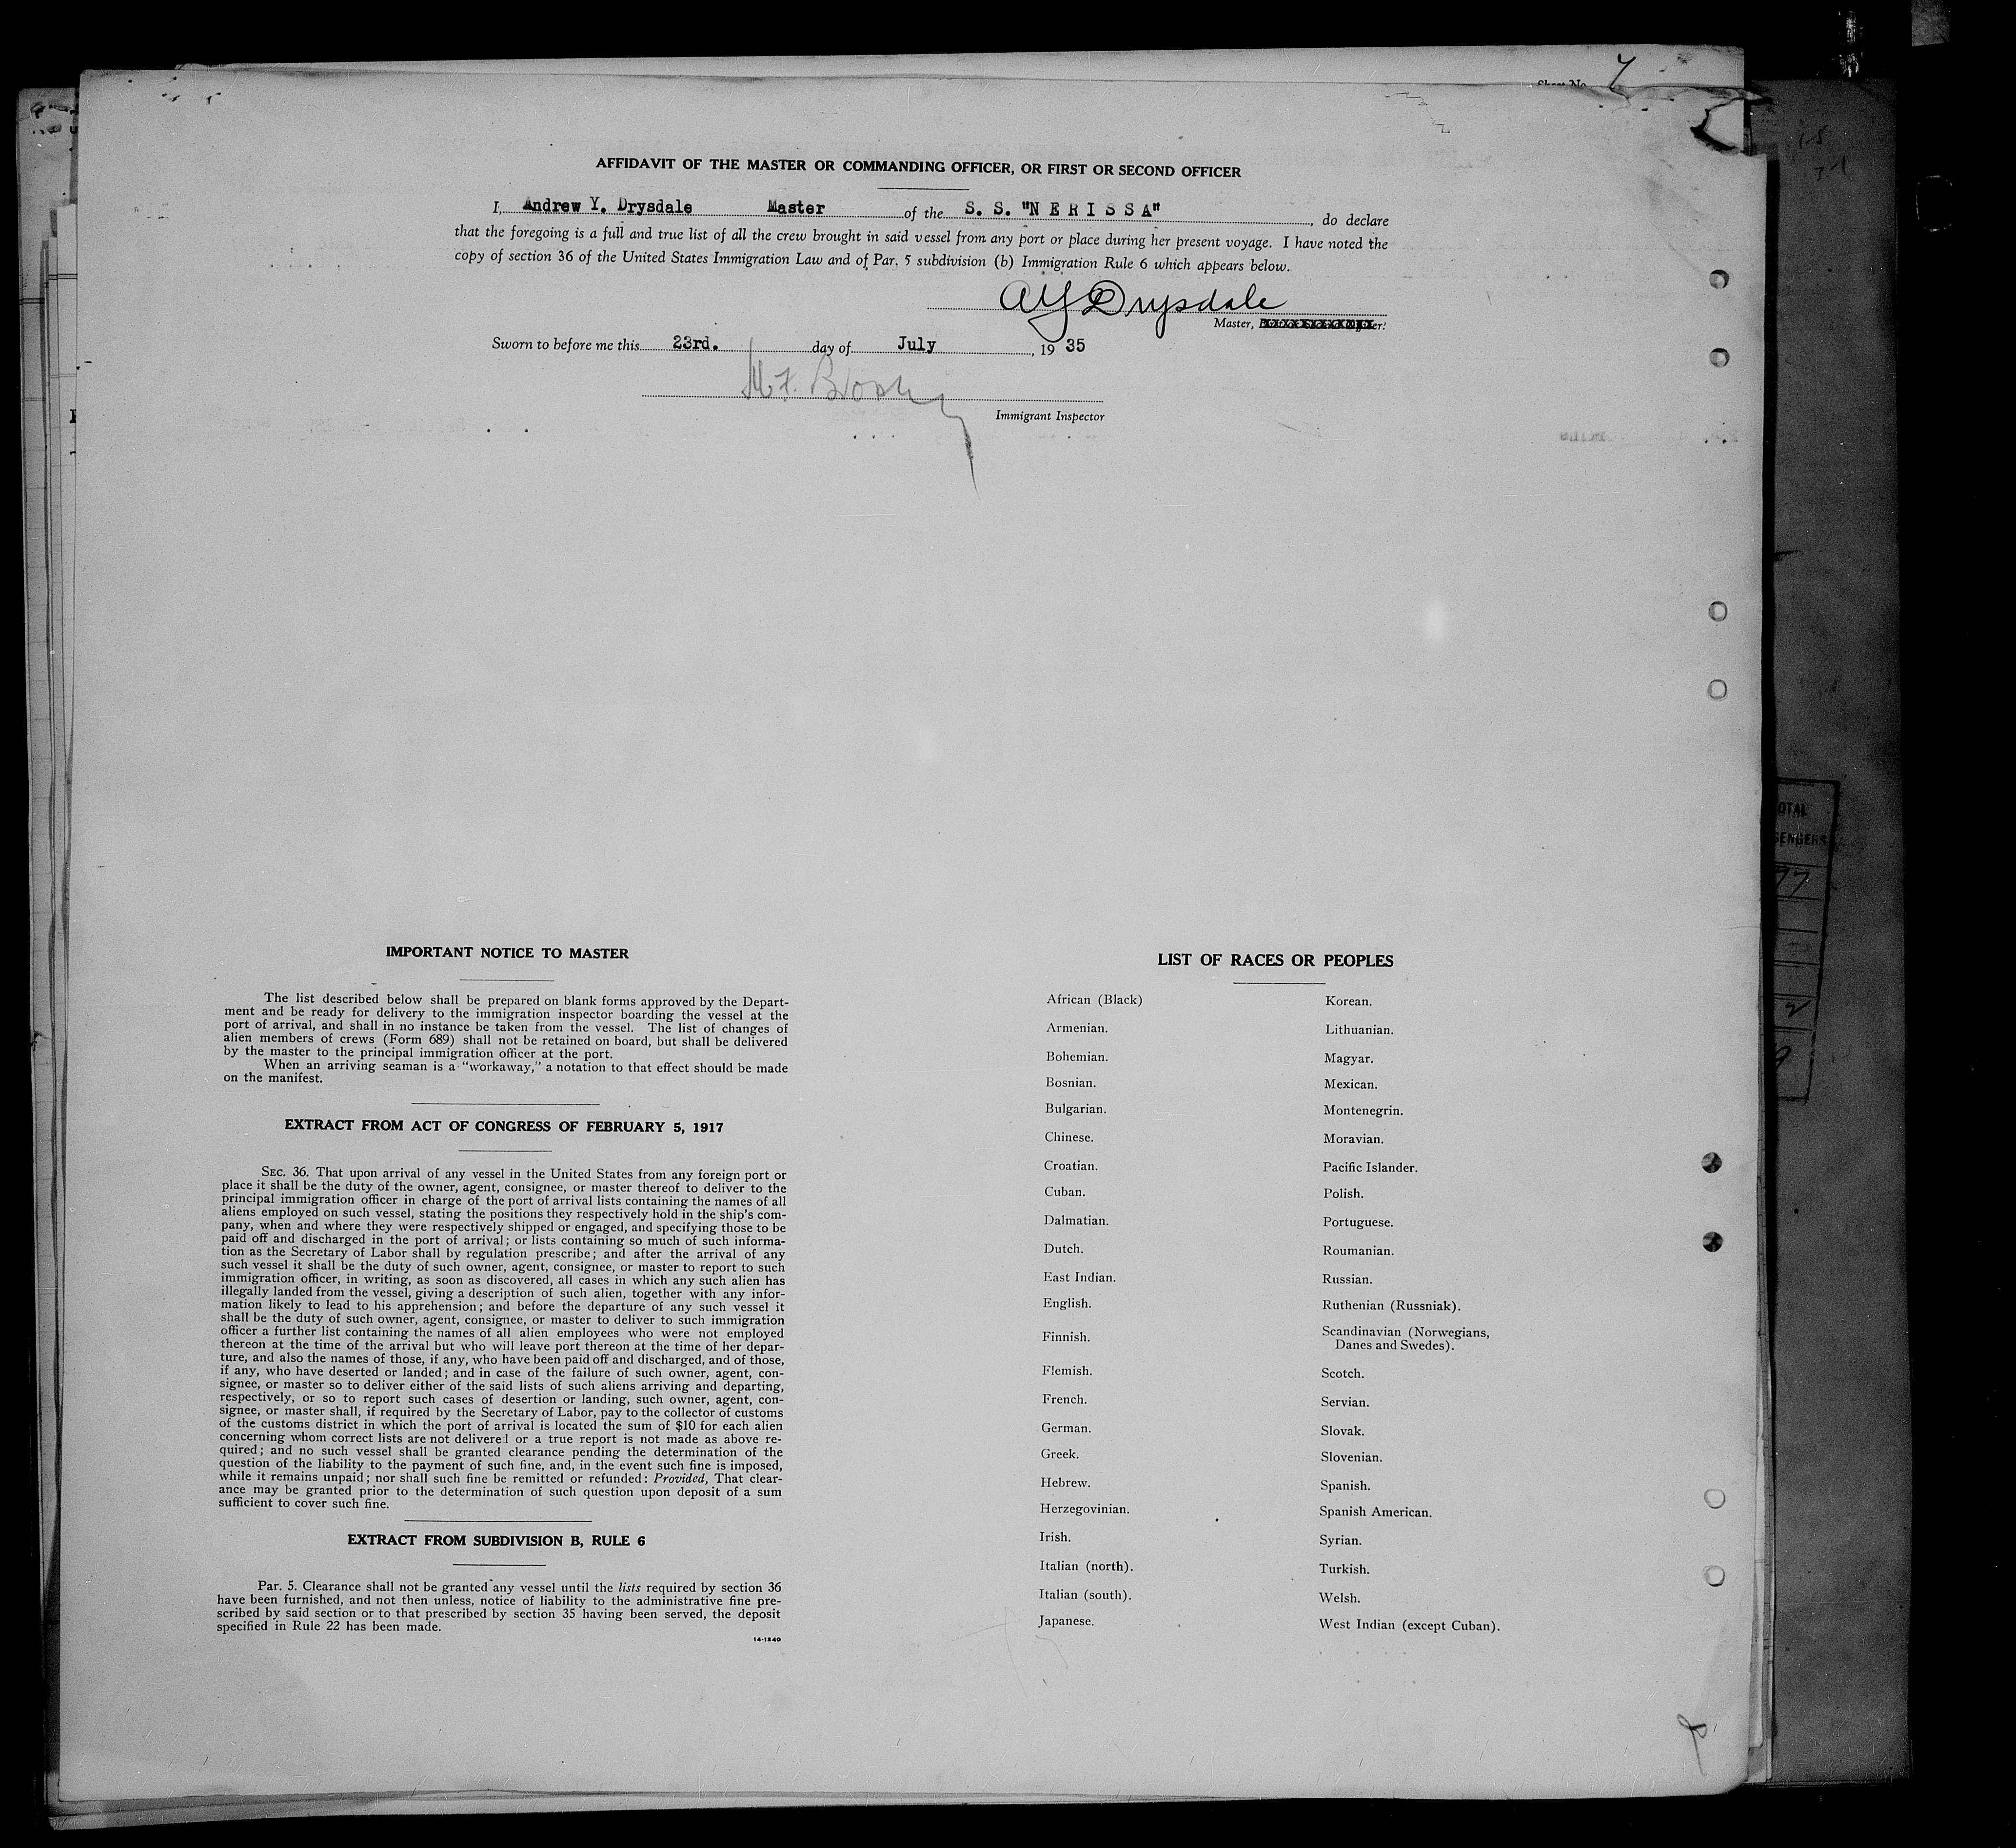 Sheet No. 7
AFFIDAVIT OF THE MASTER OR COMMANDING OFFICER, OR FIRST OR SECOND OFFICER
I, Andrew Y. Drysdale Master of the S. S. "N E R I S S A", do declare
that the foregoing is a full and true list of all the crew brought in said vessel from any port or place during her present voyage. I have noted the
copy of section 36 of the United States Immigration Law and of Par. 5 subdivision (b) Immigration Rule 6 which appears below.
AY Drysdale
Master,
Sworn to before me this 23rd. day of July, 19 35
Immigrant Inspector
IMPORTANT NOTICE TO MASTER
The list described below shall be prepared on blank forms approved by the Depart-
ment and be ready for delivery to the immigration inspector boarding the vessel at the
port of arrival, and shall in no instance be taken from the vessel. The list of changes of
alien members of crews (Form 689) shall not be retained on board, but shall be delivered
by the master to the principal immigration officer at the port.
When an arriving seaman is a "workaway," a notation to that effect should be made
on the manifest.
EXTRACT FROM ACT OF CONGRESS OF FEBRUARY 5, 1917
SEC. 36. That upon arrival of any vessel in the United States from any foreign port or
place it shall be the duty of the owner, agent, consignee, or master thereof to deliver to the
principal immigration officer in charge of the port of arrival lists containing the names of all
aliens employed on such vessel, stating the positions they respectively hold in the ship's com-
pany, when and where they were respectively shipped or engaged, and specifying those to be
paid off and discharged in the port of arrival; or lists containing so much of such informa-
tion as the Secretary of Labor shall by regulation prescribe; and after the arrival of any
such vessel it shall be the duty of such owner, agent, consignee, or master to report to such
immigration officer, in writing, as soon as discovered, all cases in which any such alien has
illegally landed from the vessel, giving a description of such alien, together with any infor-
mation likely to lead to his apprehension; and before the departure of any such vessel it
shall be the duty of such owner, agent, consignee, or master to deliver to such immigration
officer a further list containing the names of all alien employees who were not employed
thereon at the time of the arrival but who will leave port thereon at the time of her depar-
ture, and also the names of those, if any, who have been paid off and discharged, and of those,
if any, who have deserted or landed; and in case of the failure of such owner, agent, con-
signee, or master so to deliver either of the said lists of such aliens arriving and departing,
respectively, or so to report such cases of desertion or landing, such owner, agent, con-
signee, or master shall, if required by the Secretary of Labor, pay to the collector of customs
of the customs district in which the port of arrival is located the sum of $10 for each alien
concerning whom correct lists are not delivered or a true report is not made as above re-
quired; and no such vessel shall be granted clearance pending the determination of the
question of the liability to the payment of such fine, and, in the event such fine is imposed,
while it remains unpaid; nor shall such fine be remitted or refunded: Provided, That clear-
ance may be granted prior to the determination of such question upon deposit of a sum
sufficient to cover such fine.
EXTRACT FROM SUBDIVISION B, RULE 6
Par. 5. Clearance shall not be granted any vessel until the lists required by section 36
have been furnished, and not then unless, notice of liability to the administrative fine pre-
scribed by said section or to that prescribed by section 35 having been served, the deposit
specified in Rule 22 has been made.
14-1240
LIST OF RACES OR PEOPLES
African (Black)
Armenian.
Bohemian.
Bosnian.
Bulgarian.
Chinese.
Croatian.
Cuban.
Dalmatian.
Dutch.
East Indian.
English.
Finnish.
Flemish.
French.
German.
Greek.
Hebrew.
Herzegovinian.
Irish.
Italian (north).
Italian (south).
Japanese.
Korean.
Lithuanian.
Magyar.
Mexican.
Montenegrin.
Moravian.
Pacific Islander.
Polish.
Portuguese.
Roumanian.
Russian.
Ruthenian (Russniak).
Scandinavian (Norwegians,
Danes and Swedes).
Scotch.
Servian.
Slovak.
Slovenian.
Spanish.
Spanish American.
Syrian.
Turkish.
Welsh.
West Indian (except Cuban).